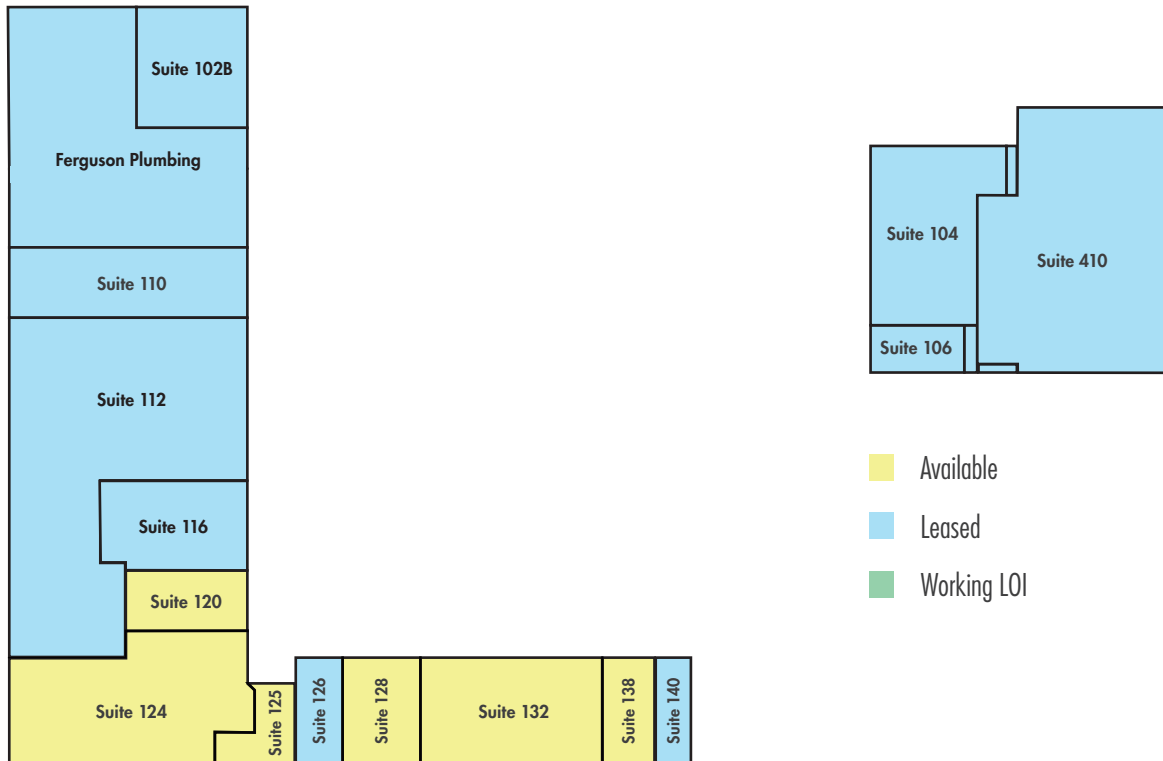 Suite 102B
Ferguson Plumbing
Suite 110
Suite 112
Suite 116
Suite 120
Suite 124
Suite 125
Suite 126
Suite 128
Suite 132
Suite 138
Suite 140
Suite 104
Suite 410
Suite 106
Available
Leased
Working LOI